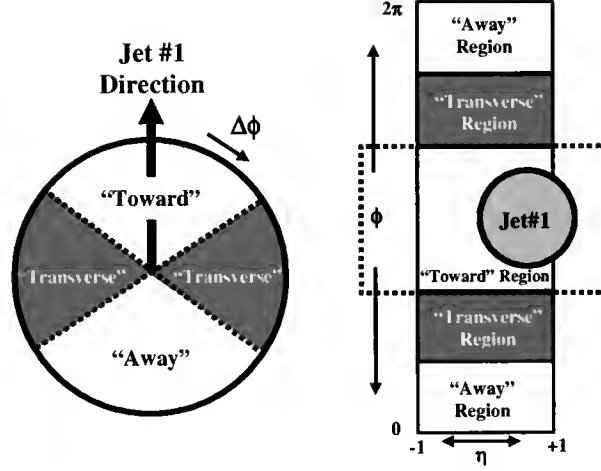 Jet #1
Direction
Δϕ
“Toward”
Transverse”
“Transverse”
“Away”
2π
“Away”
Region
“Transverse”
Region
ϕ
Jet#1
“Toward” Region
“Transverse”
Region
“Away”
Region
0
-1
η
+1